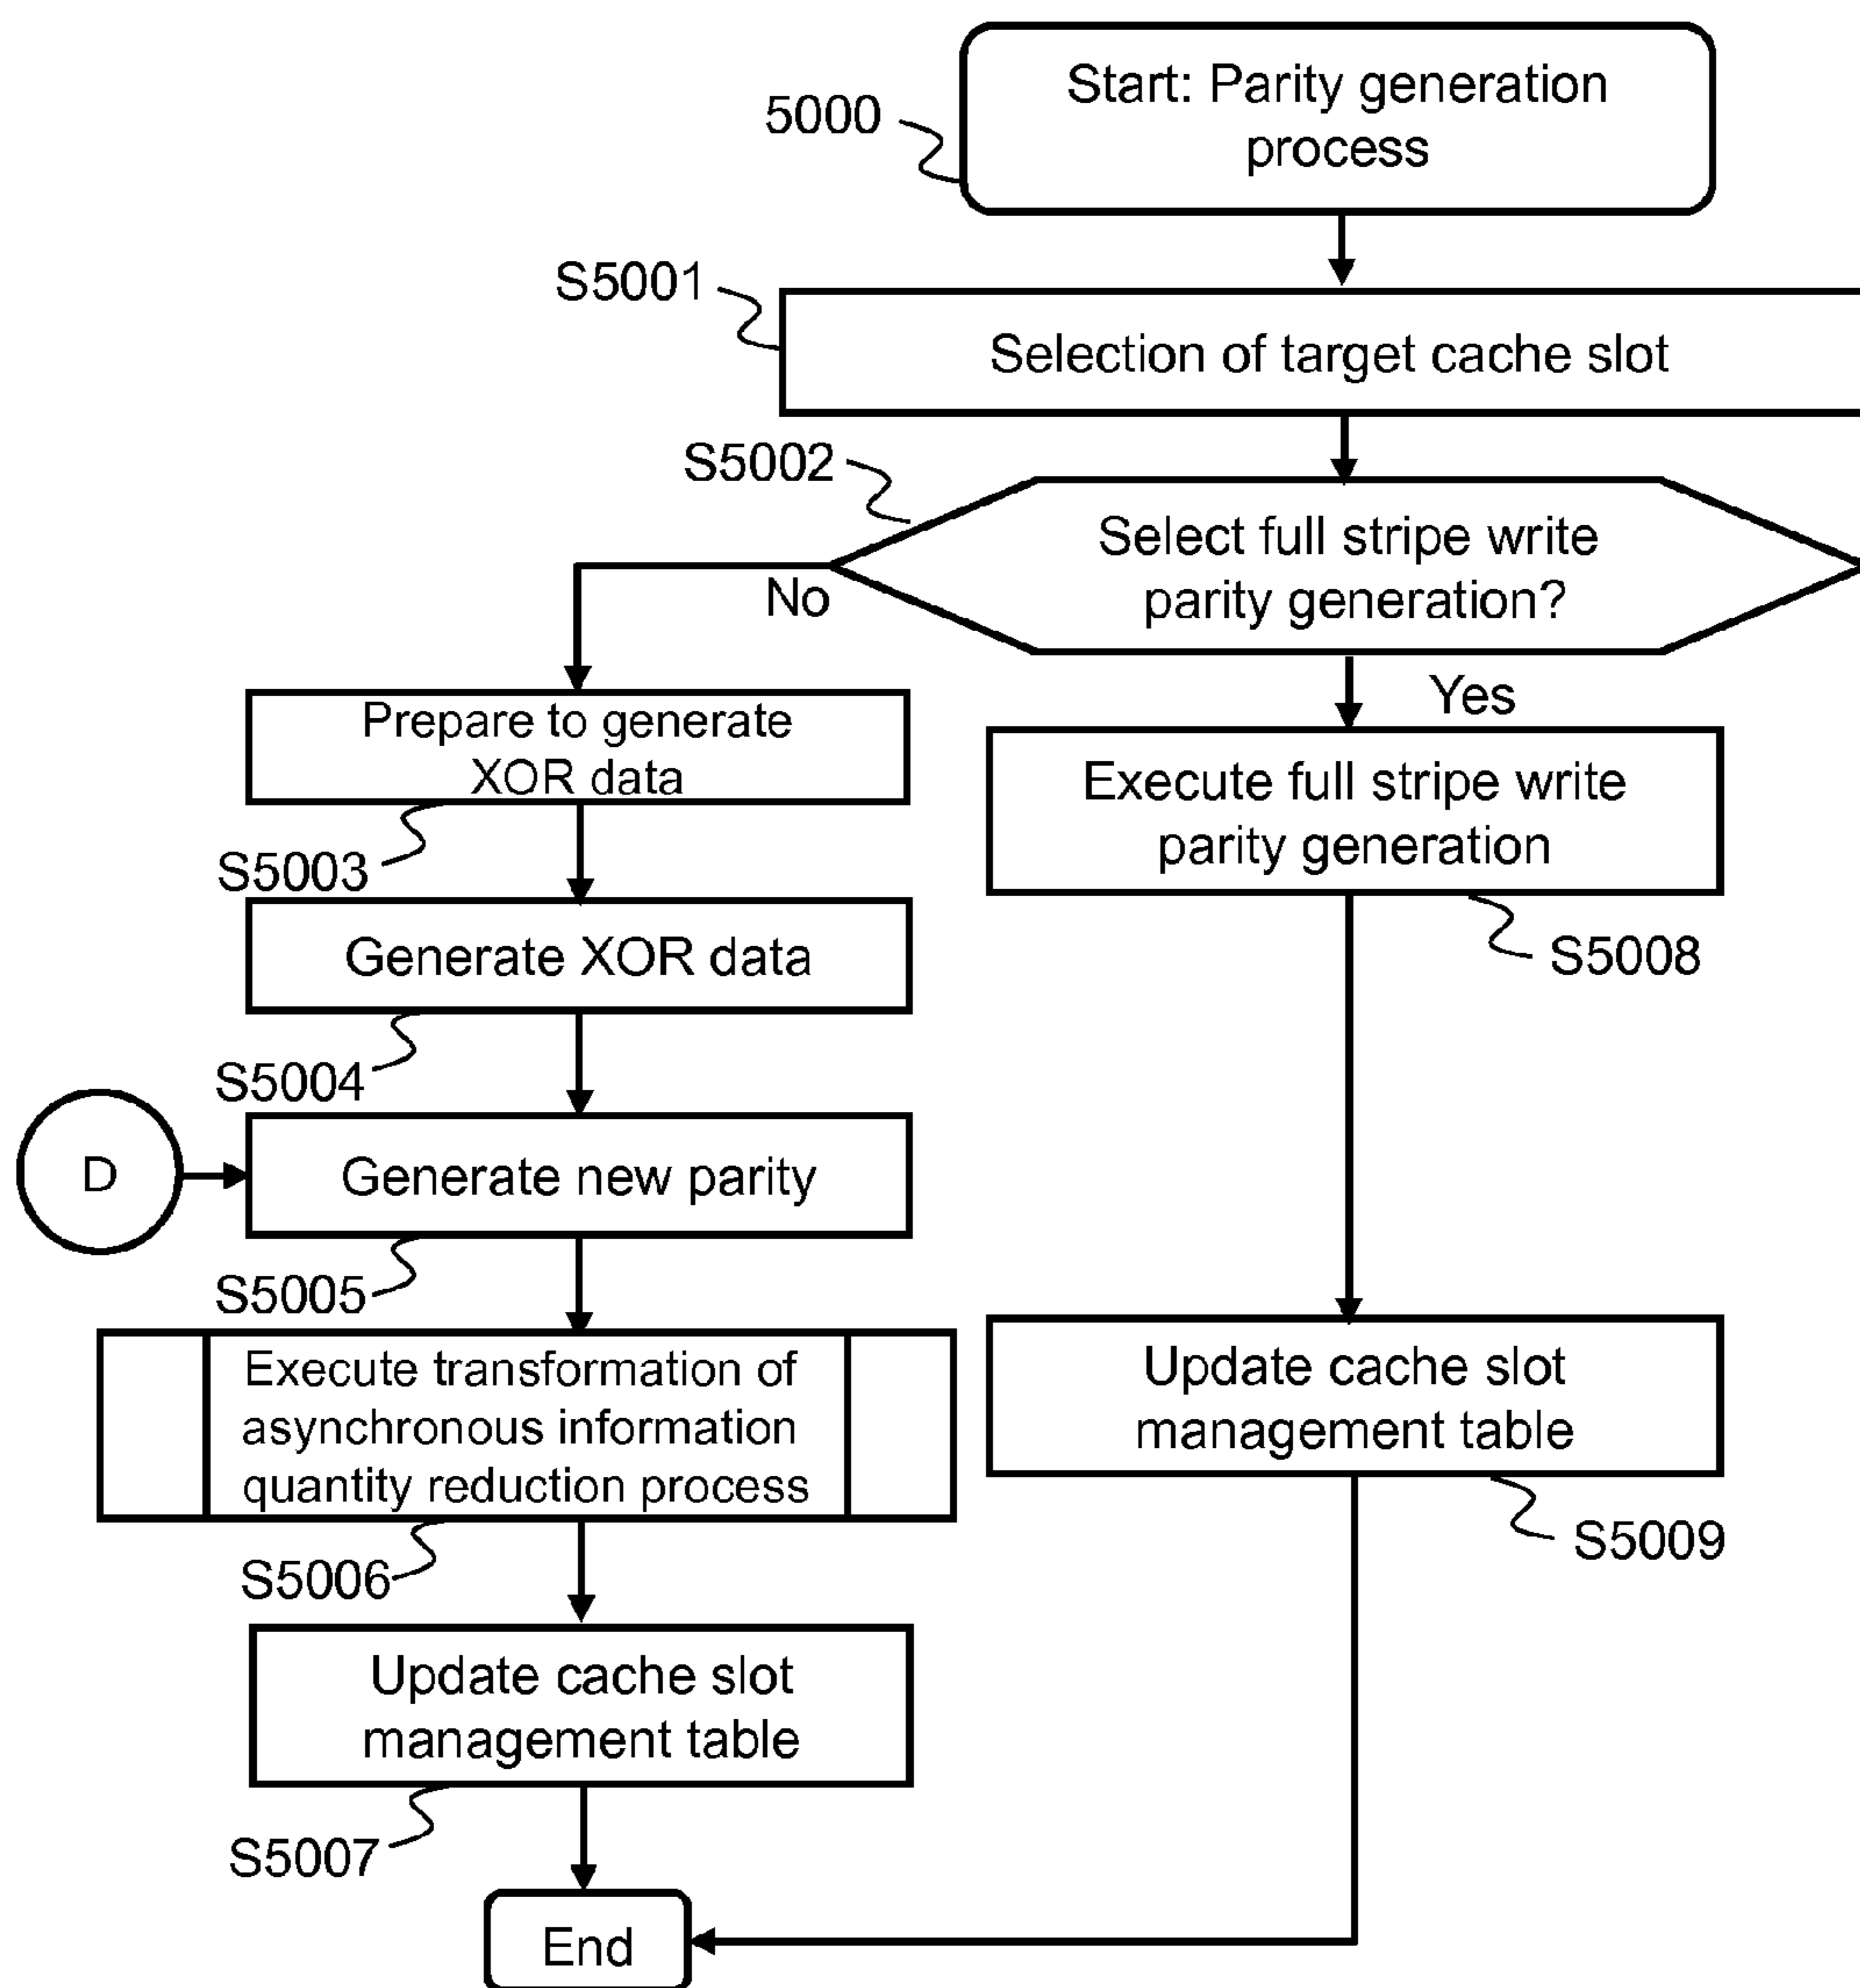 Start: Parity generation
process
5000
S5001
Selection of target cache slot
S5002
Select full stripe write
parity generation?
No
Yes
Prepare to generate
XOR data
S5003
Execute full stripe write
parity generation
S5008
Generate XOR data
S5004
D
Generate new parity
S5005
Execute transformation of
asynchronous information
quantity reduction process
S5006
Update cache slot
management table
S5009
Update cache slot
management table
S5007
End